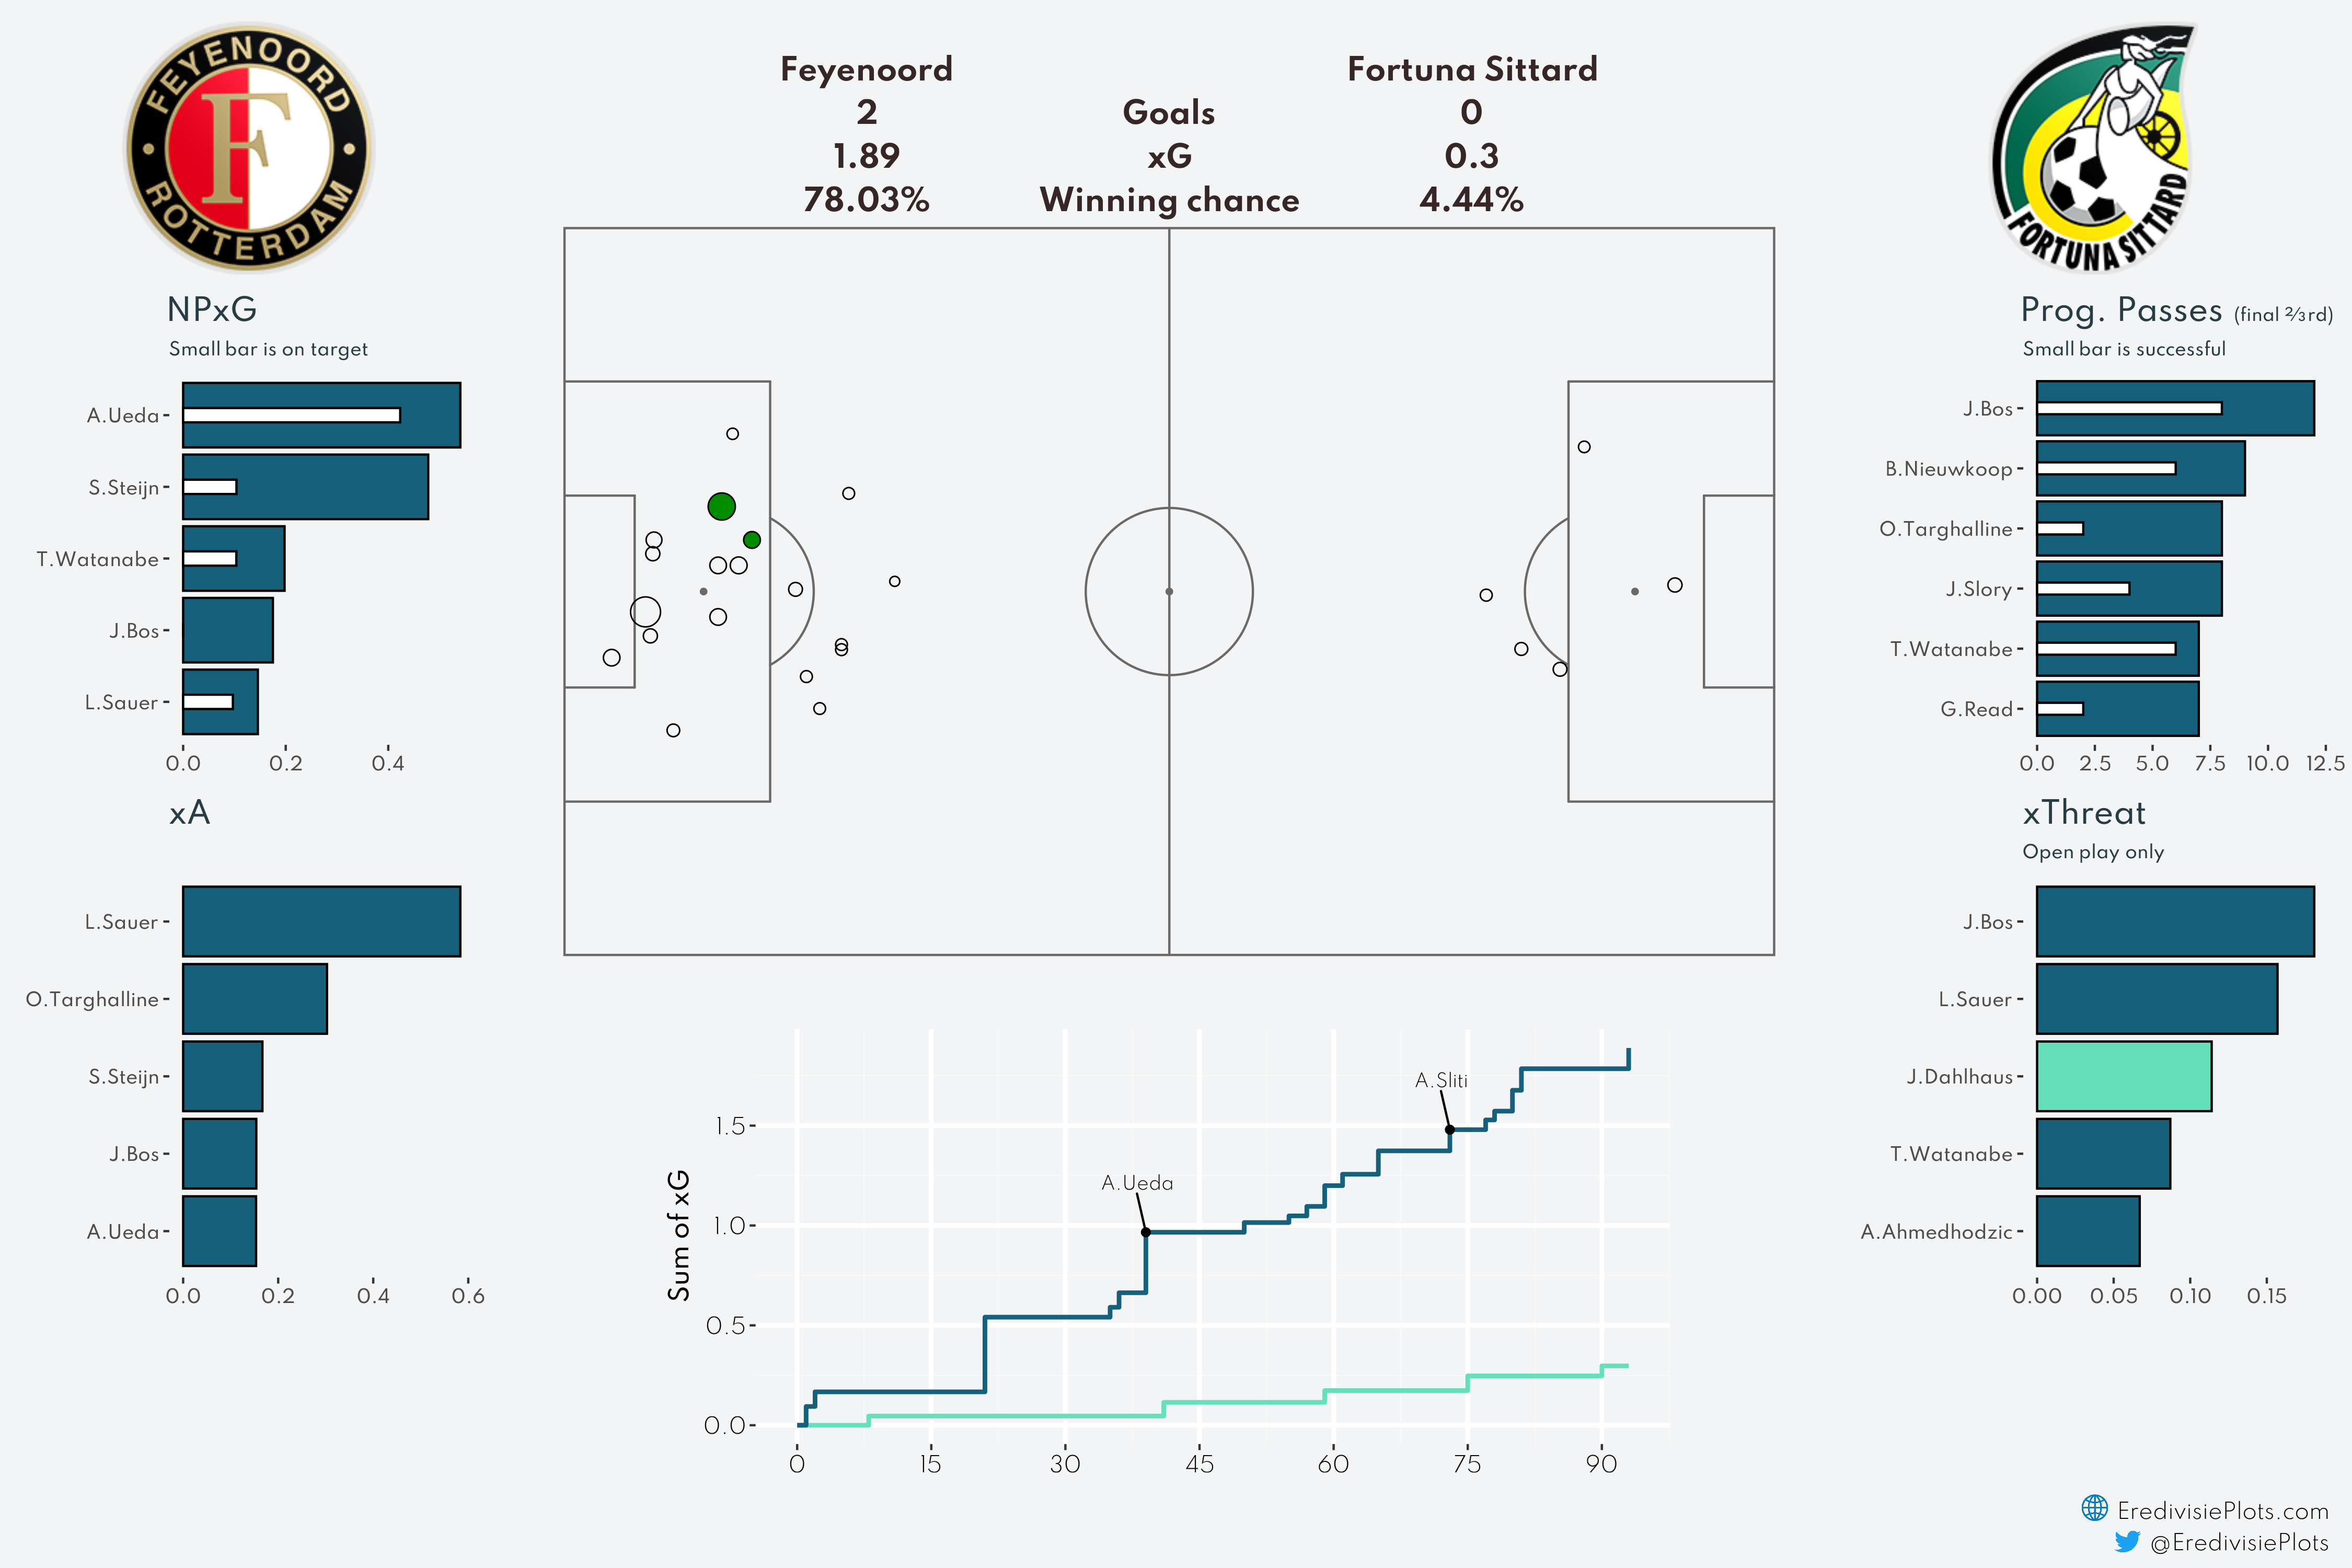 FEYENOORD
ROTTERDAM
F
Feyenoord Fortuna Sittard
2 Goals 0
1.89 xG 0.3
78.03% Winning chance 4.44%
FORTUNA SITTARD
NPxG
Small bar is on target
A.Ueda
S.Steijn
T.Watanabe
J.Bos
L.Sauer
0.0 0.2 0.4
xA
L.Sauer
O.Targhalline
S.Steijn
J.Bos
A.Ueda
0.0 0.2 0.4 0.6
Sum of xG
1.5
1.0
0.5
0.0
A.Ueda
A.Sliti
0 15 30 45 60 75 90
Prog. Passes (final ⅔rd)
Small bar is successful
J.Bos
B.Nieuwkoop
O.Targhalline
J.Slory
T.Watanabe
G.Read
0.0 2.5 5.0 7.5 10.0 12.5
xThreat
Open play only
J.Bos
L.Sauer
J.Dahlhaus
T.Watanabe
A.Ahmedhodzic
0.00 0.05 0.10 0.15
EredivisiePlots.com
@EredivisiePlots